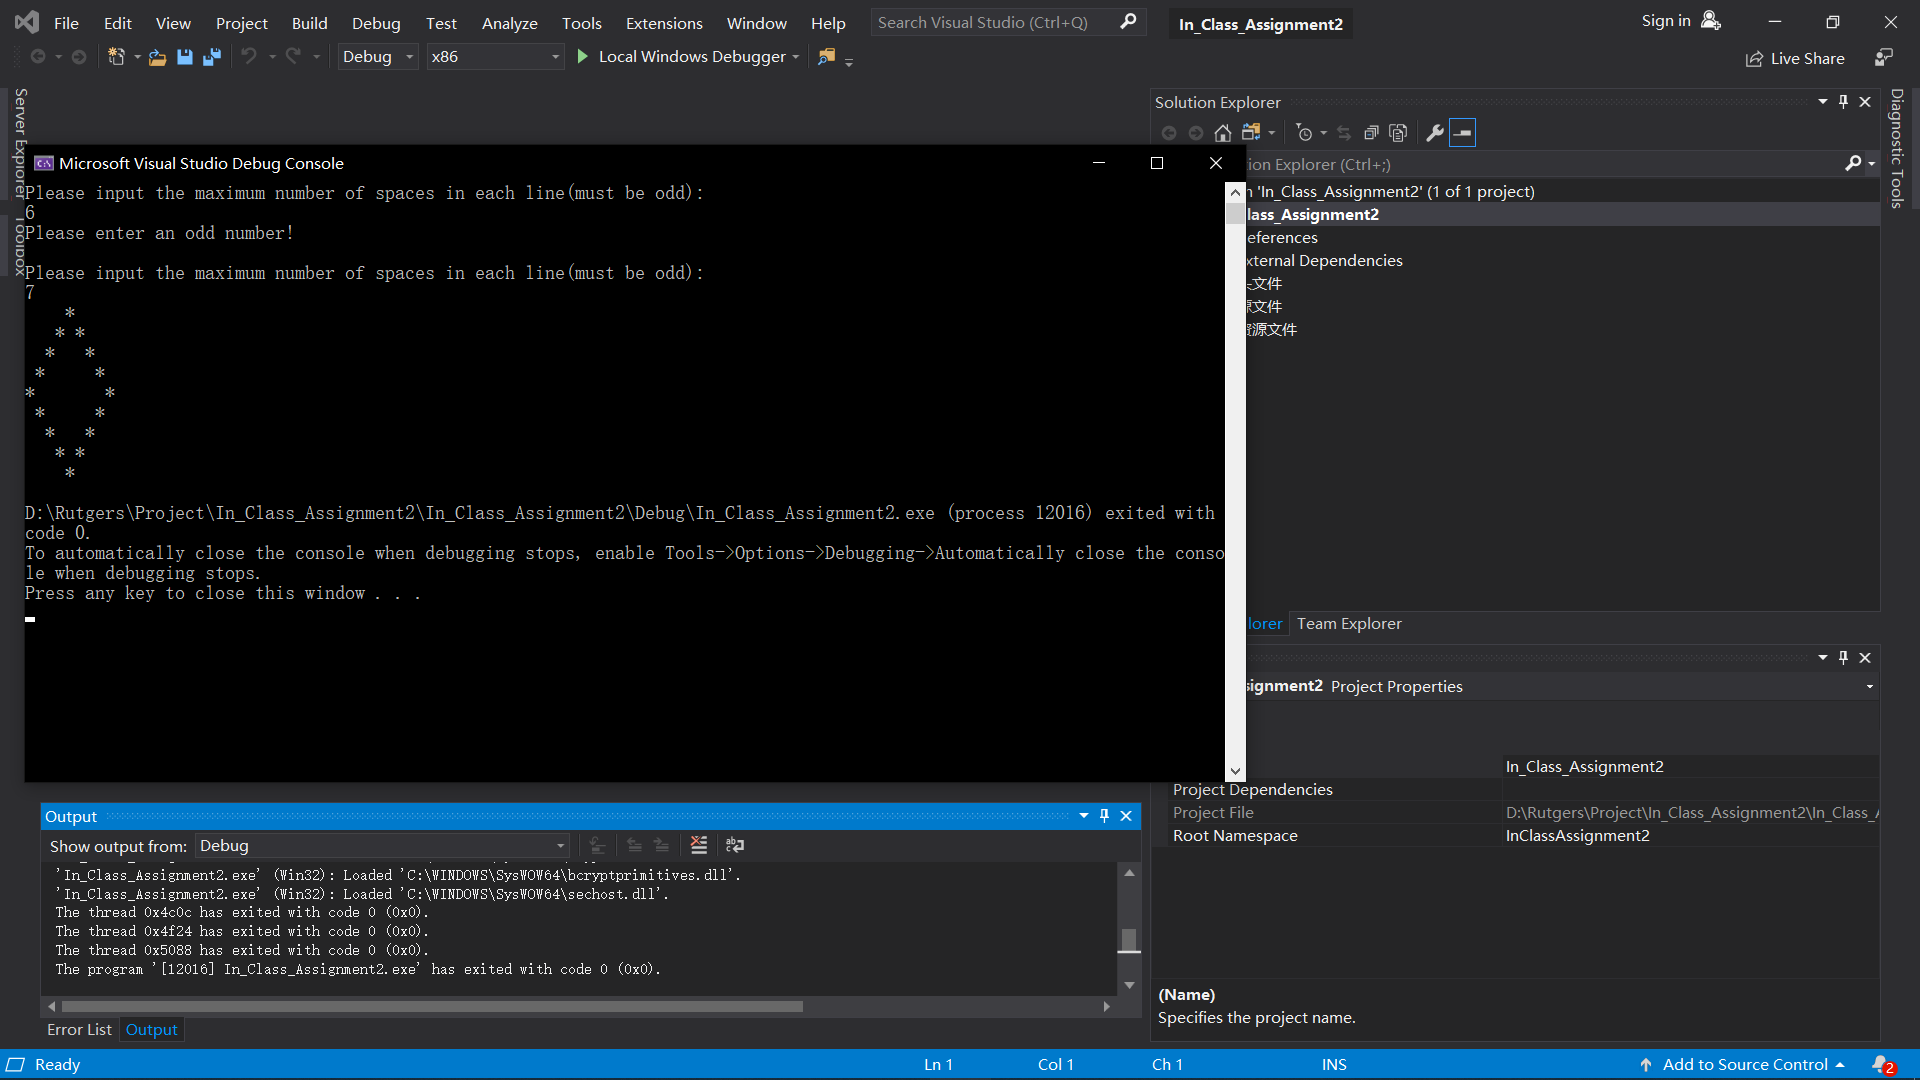 File Edit View Project Build Debug Test Analyze Tools Extensions Window Help Search Visual Studio (Ctrl+Q) In_Class_Assignment2 Sign in
Debug x86 Local Windows Debugger Live Share
Server Explorer
Toolbox
Microsoft Visual Studio Debug Console
Please input the maximum number of spaces in each line(must be odd):
6
Please enter an odd number!
Please input the maximum number of spaces in each line(must be odd):
7
*
* *
*   *
*     *
*       *
*     *
*   *
* *
*
D:\Rutgers\Project\In_Class_Assignment2\In_Class_Assignment2\Debug\In_Class_Assignment2.exe (process 12016) exited with
code 0.
To automatically close the console when debugging stops, enable Tools->Options->Debugging->Automatically close the conso
le when debugging stops.
Press any key to close this window . . .
Solution Explorer
ion Explorer (Ctrl+;)
'In_Class_Assignment2' (1 of 1 project)
lass_Assignment2
eferences
xternal Dependencies
文件
源文件
资源文件
lorer Team Explorer
signment2 Project Properties
In_Class_Assignment2
Project Dependencies
Project File D:\Rutgers\Project\In_Class_Assignment2\In_Class_A
Root Namespace InClassAssignment2
(Name)
Specifies the project name.
Diagnostic Tools
Output
Show output from: Debug
'In_Class_Assignment2.exe' (Win32): Loaded 'C:\WINDOWS\SysWOW64\bcryptprimitives.dll'.
'In_Class_Assignment2.exe' (Win32): Loaded 'C:\WINDOWS\SysWOW64\sechost.dll'.
The thread 0x4c0c has exited with code 0 (0x0).
The thread 0x4f24 has exited with code 0 (0x0).
The thread 0x5088 has exited with code 0 (0x0).
The program '[12016] In_Class_Assignment2.exe' has exited with code 0 (0x0).
Error List Output
Ready Ln 1 Col 1 Ch 1 INS Add to Source Control 2